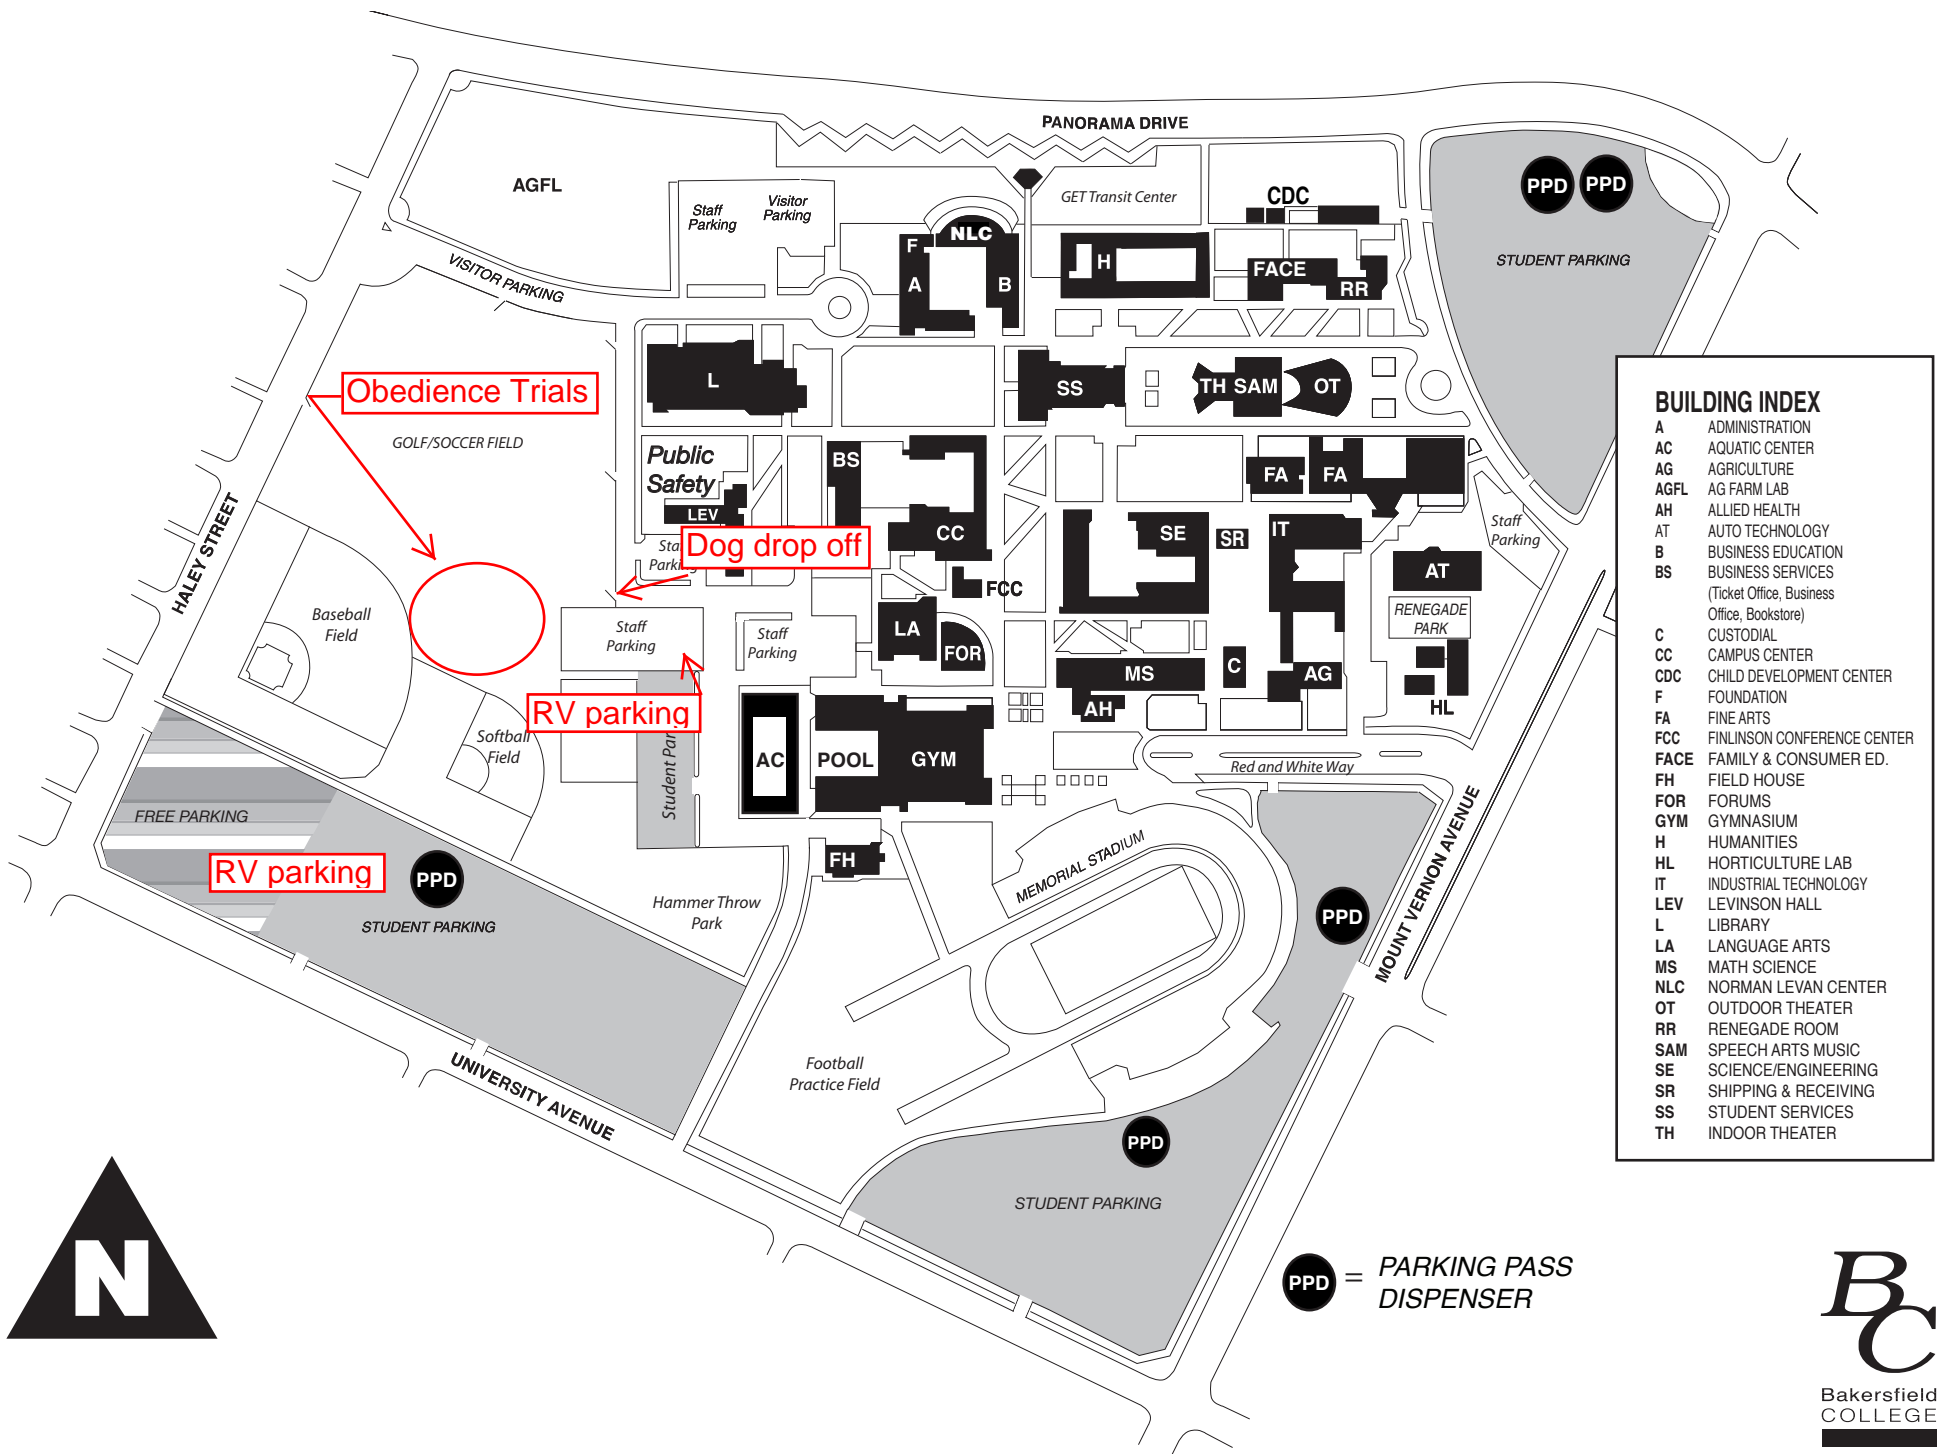 PANORAMA DRIVE
AGFL
Staff
Parking
Visitor
Parking
GET Transit Center
CDC
PPD
PPD
STUDENT PARKING
NLC
F
A
B
H
FACE
RR
VISITOR PARKING
L
SS
TH
SAM
OT
Obedience Trials
GOLF/SOCCER FIELD
Public
Safety
LEV
BS
CC
FA
FA
Staff
Parking
HALEY STREET
Dog drop off
Sta
Parki
SE
SR
IT
AT
FCC
RENEGADE
PARK
Baseball
Field
Staff
Parking
Staff
Parking
LA
FOR
MS
C
AG
AH
HL
RV parking
Softball
Field
Student Par
AC
POOL
GYM
Red and White Way
FREE PARKING
RV parking
PPD
STUDENT PARKING
FH
MEMORIAL STADIUM
Hammer Throw
Park
PPD
MOUNT VERNON AVENUE
UNIVERSITY AVENUE
Football
Practice Field
PPD
STUDENT PARKING
N
PPD = PARKING PASS
DISPENSER
BUILDING INDEX
A ADMINISTRATION
AC AQUATIC CENTER
AG AGRICULTURE
AGFL AG FARM LAB
AH ALLIED HEALTH
AT AUTO TECHNOLOGY
B BUSINESS EDUCATION
BS BUSINESS SERVICES
(Ticket Office, Business
Office, Bookstore)
C CUSTODIAL
CC CAMPUS CENTER
CDC CHILD DEVELOPMENT CENTER
F FOUNDATION
FA FINE ARTS
FCC FINLINSON CONFERENCE CENTER
FACE FAMILY & CONSUMER ED.
FH FIELD HOUSE
FOR FORUMS
GYM GYMNASIUM
H HUMANITIES
HL HORTICULTURE LAB
IT INDUSTRIAL TECHNOLOGY
LEV LEVINSON HALL
L LIBRARY
LA LANGUAGE ARTS
MS MATH SCIENCE
NLC NORMAN LEVAN CENTER
OT OUTDOOR THEATER
RR RENEGADE ROOM
SAM SPEECH ARTS MUSIC
SE SCIENCE/ENGINEERING
SR SHIPPING & RECEIVING
SS STUDENT SERVICES
TH INDOOR THEATER
BC
Bakersfield
COLLEGE